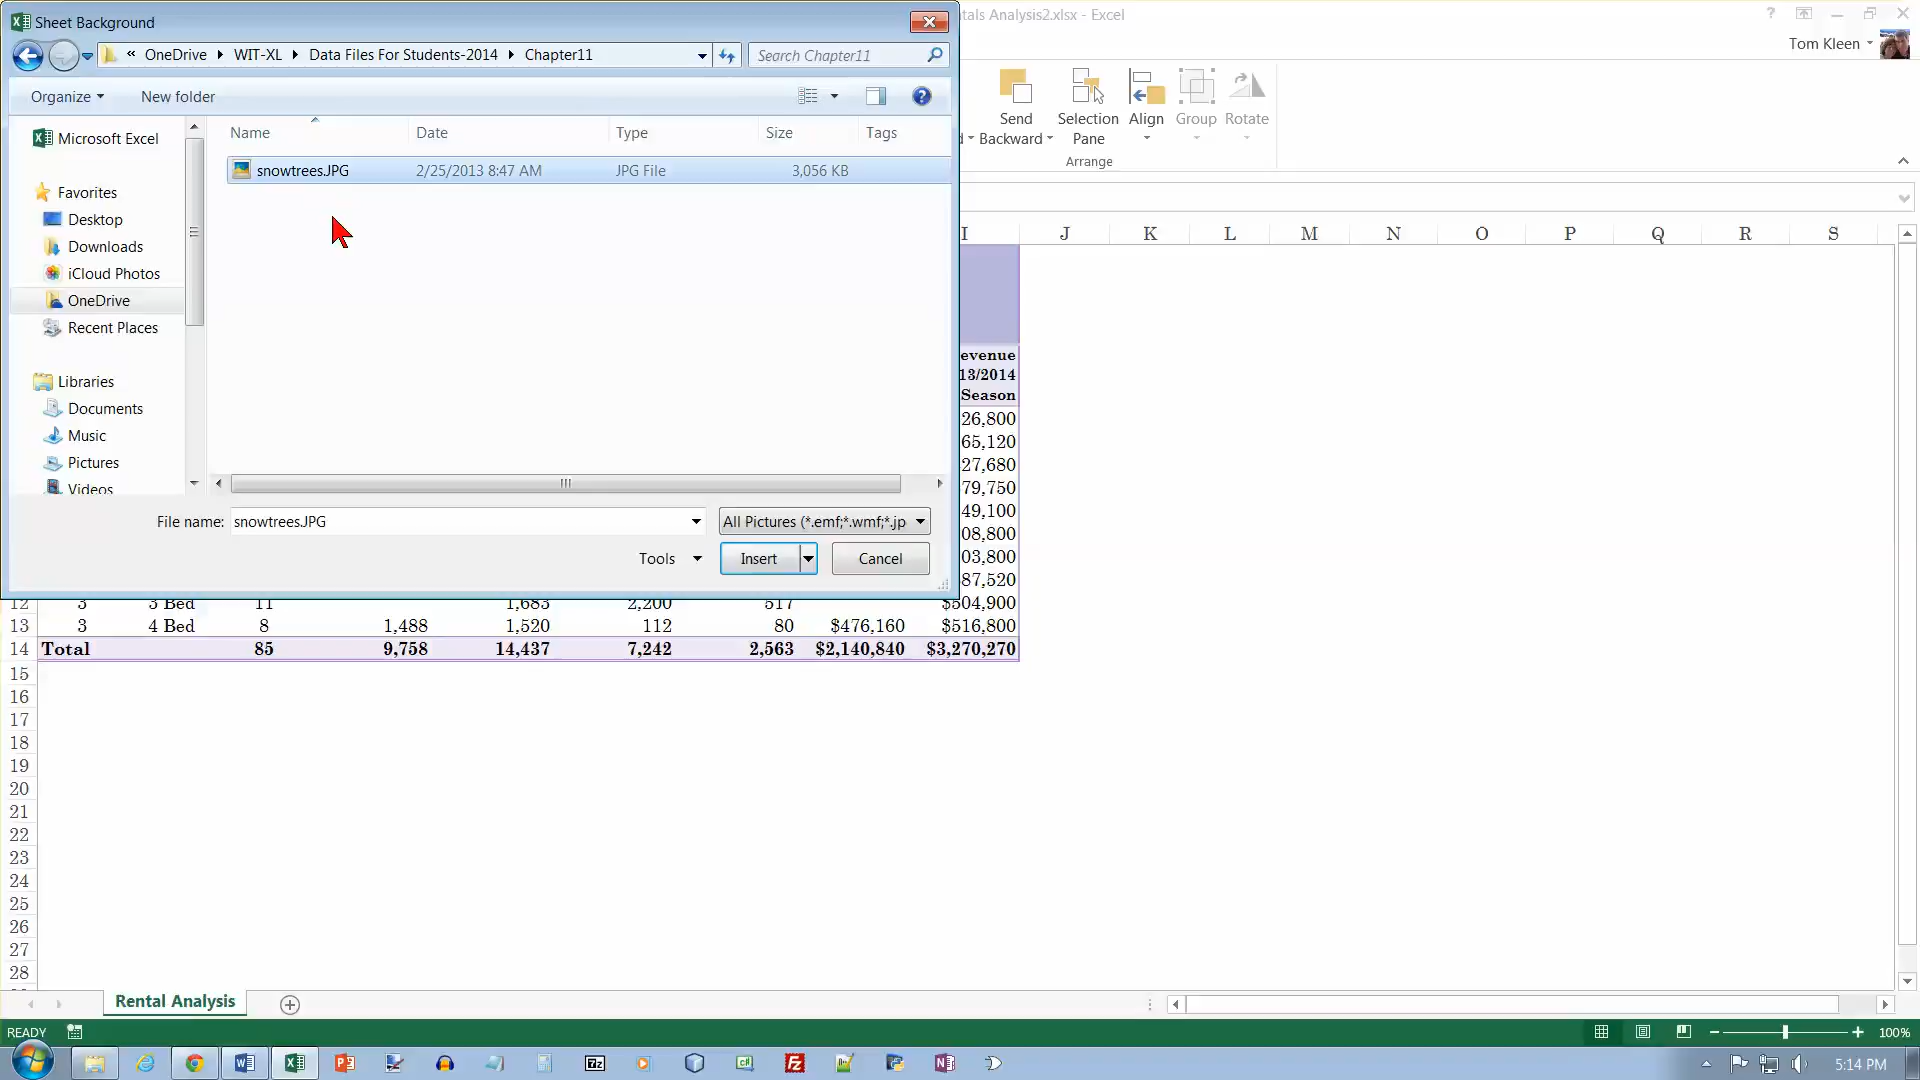 Sheet Background
ntals Analysis2.xlsx - Excel
Tom Kleen
« OneDrive WIT-XL Data Files For Students-2014 Chapter11
Search Chapter11
Organize
New folder
Send Backward
Selection Pane
Align
Group
Rotate
Arrange
Name Date Type Size Tags
snowtrees.JPG 2/25/2013 8:47 AM JPG File 3,056 KB
Microsoft Excel
Favorites
Desktop
Downloads
iCloud Photos
OneDrive
Recent Places
Libraries
Documents
Music
Pictures
Videos
File name: snowtrees.JPG
All Pictures (*.emf;*.wmf;*.jp
Tools Insert Cancel
I J K L M N O P Q R S
evenue
13/2014
Season
26,800
65,120
27,680
79,750
49,100
08,800
03,800
87,520
12 3 3 Bed 11 1,683 2,200 517 $504,900
13 3 4 Bed 8 1,488 1,520 112 80 $476,160 $516,800
14 Total 85 9,758 14,437 7,242 2,563 $2,140,840 $3,270,270
15
16
17
18
19
20
21
22
23
24
25
26
27
28
Rental Analysis
READY
100%
5:14 PM